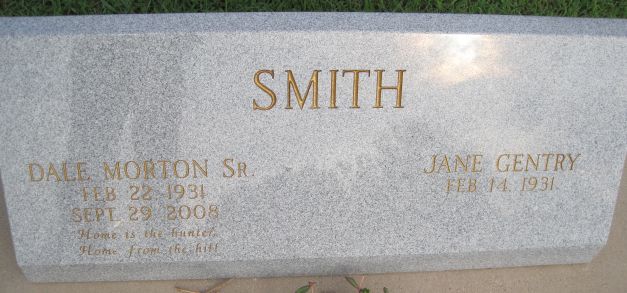 SMITH
DALE MORTON SR.
FEB 22 1931
SEPT. 29, 2008
Home is the hunter,
Home from the hill
JANE GENTRY
FEB 14, 1931